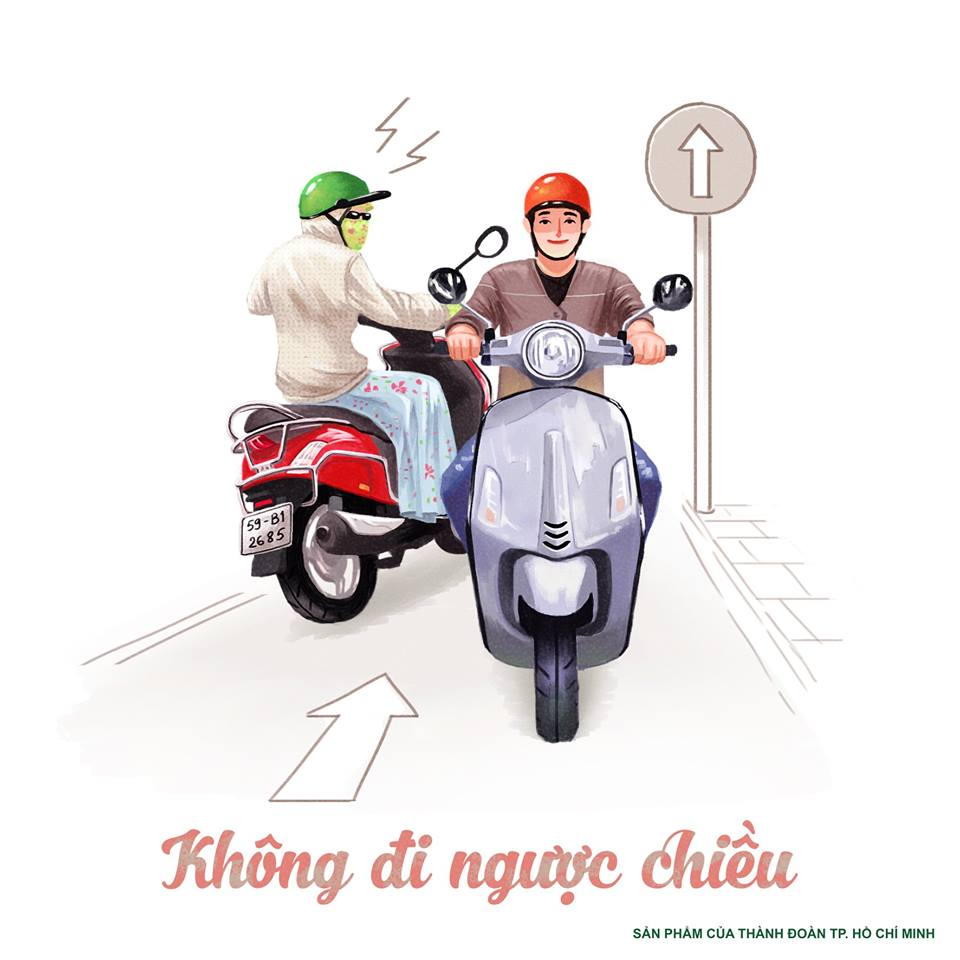 59-B1
2685
Không đi ngược chiều
SẢN PHẨM CỦA THÀNH ĐOÀN TP. HỒ CHÍ MINH